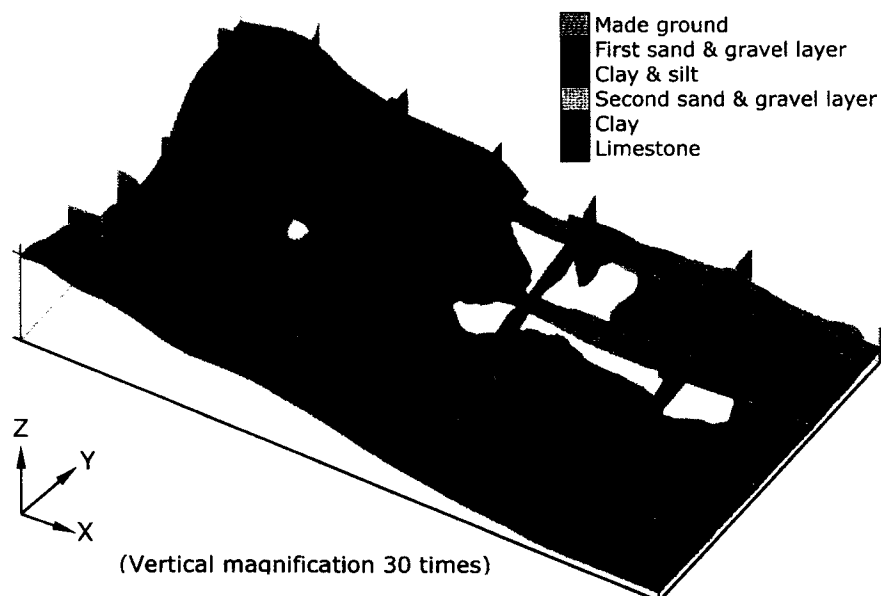 Made ground
First sand & gravel layer
Clay & silt
Second sand & gravel layer
Clay
Limestone
Z
Y
X
(Vertical magnification 30 times)